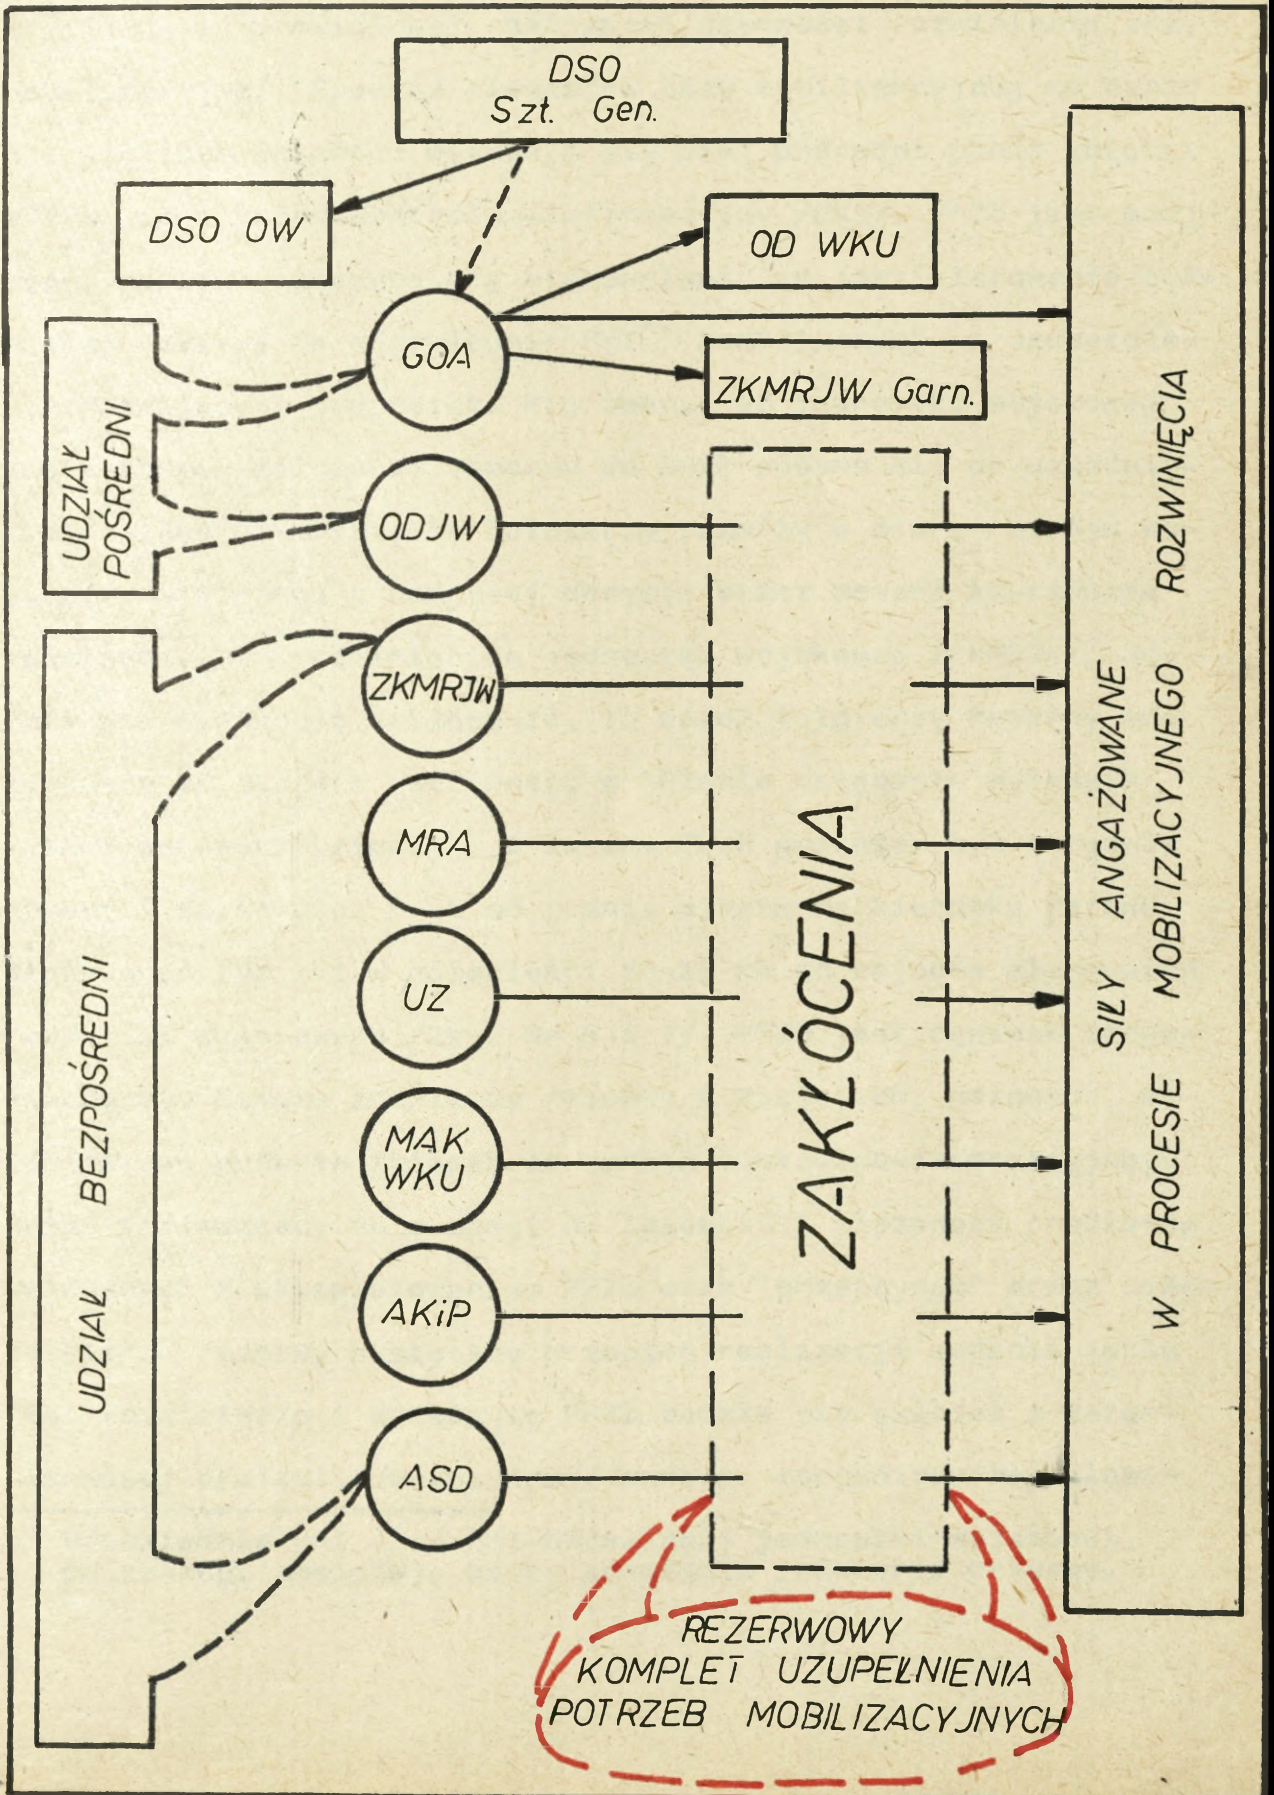 DSO
Szt. Gen.
DSO OW
OD WKU
GOA
ZKMRJW Garn.
UDZIAŁ
POŚREDNI
ODJW
ZKMRJW
MRA
UZ
MAK
WKU
AKiP
ASD
UDZIAŁ BEZPOŚREDNI
ZAKŁÓCENIA
SIŁY ANGAŻOWANE
W PROCESIE MOBILIZACYJNEGO ROZWINIĘCIA
REZERWOWY
KOMPLET UZUPEŁNIENIA
POTRZEB MOBILIZACYJNYCH